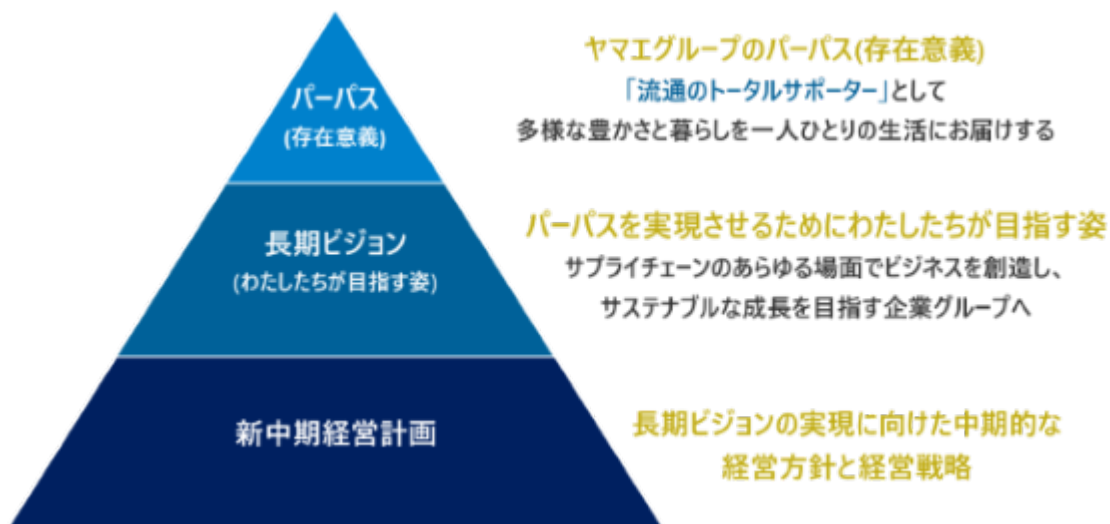 パーパス
(存在意義)
ヤマエグループのパーパス(存在意義)
「流通のトータルサポーター」として
多様な豊かさと暮らしを一人ひとりの生活にお届けする
長期ビジョン
(わたしたちが目指す姿)
パーパスを実現させるためにわたしたちが目指す姿
サプライチェーンのあらゆる場面でビジネスを創造し、
サステナブルな成長を目指す企業グループへ
新中期経営計画
長期ビジョンの実現に向けた中期的な
経営方針と経営戦略